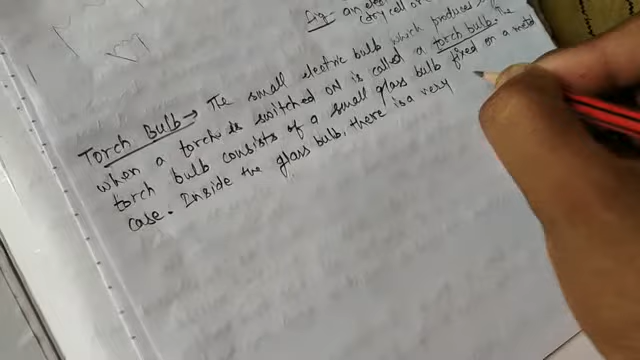 Fig - an elec
(dry cell or
Torch Bulb → The small electric bulb which produces
when a torch is switched ON is called a torch bulb. The
torch bulb consists of a small glass bulb fixed on a metal
case. Inside the glass bulb, there is a very